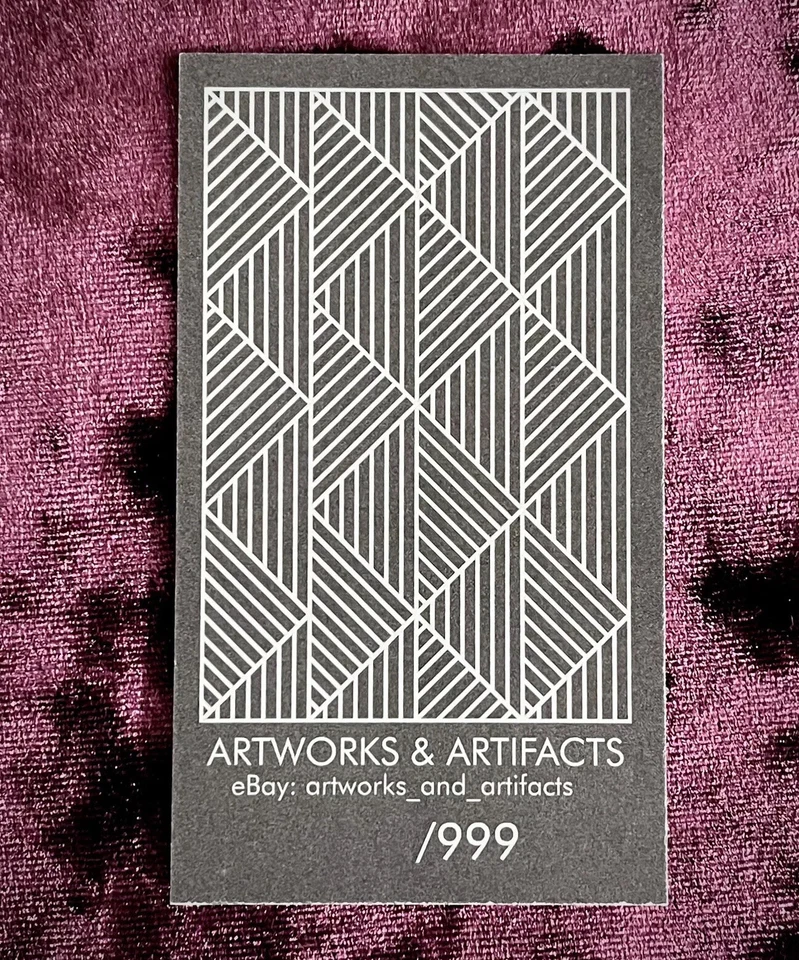 ARTWORKS & ARTIFACTS
eBay: artworks_and_artifacts
/999